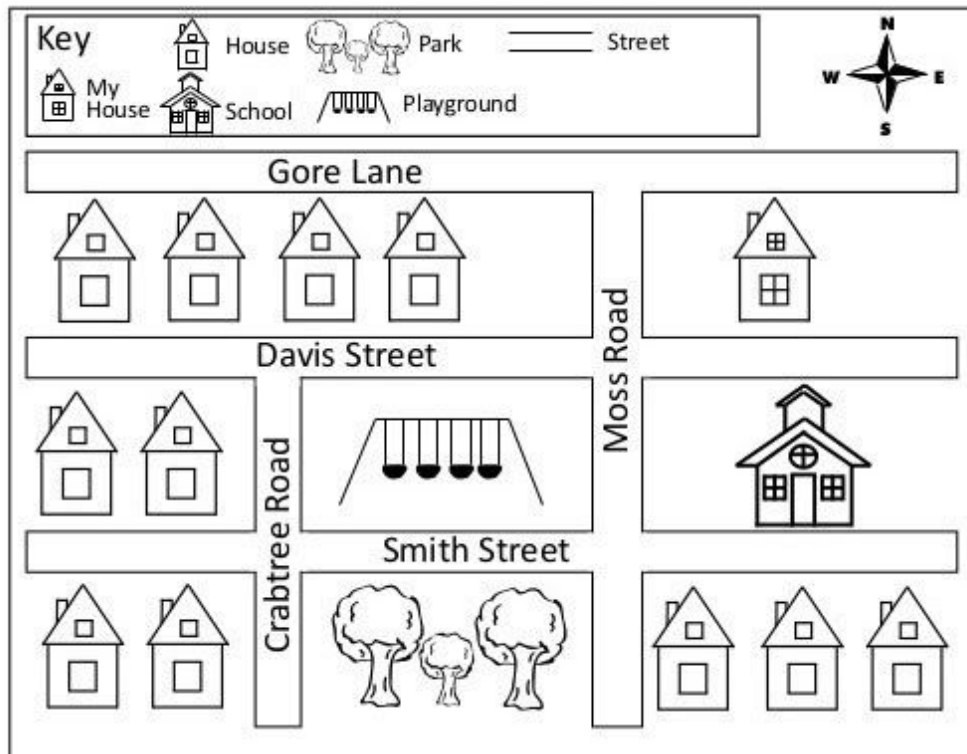 Key
House
Park
Street
My
House
School
Playground
N
W
E
S
Gore Lane
Davis Street
Moss Road
Crabtree Road
Smith Street